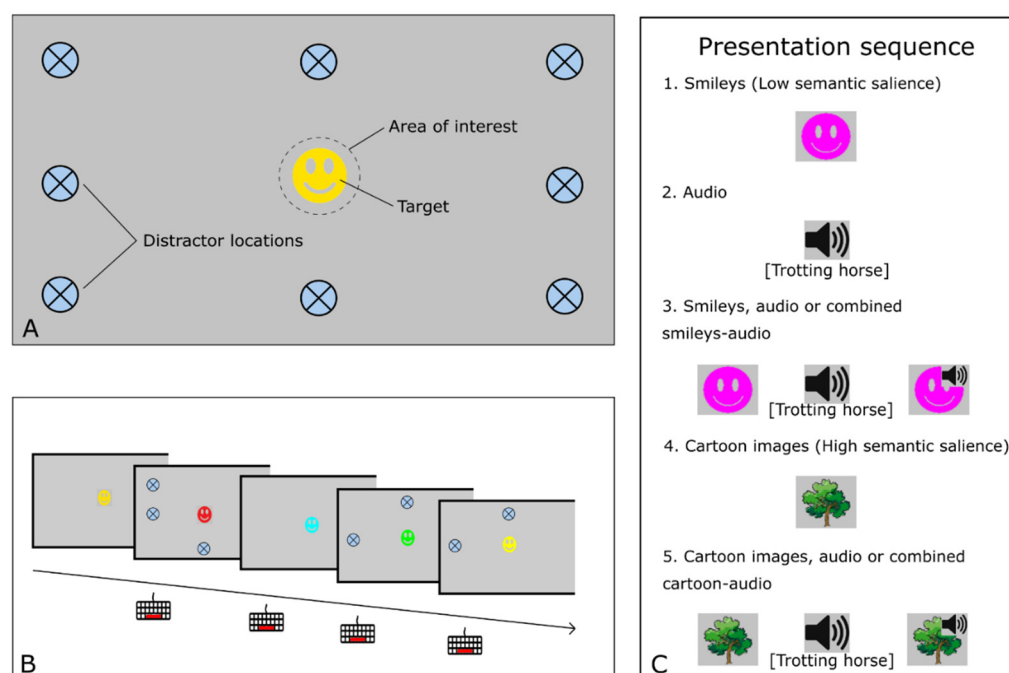 Area of interest
Target
Distractor locations
A
B
Presentation sequence
1. Smileys (Low semantic salience)
2. Audio
[Trotting horse]
3. Smileys, audio or combined
smileys-audio
[Trotting horse]
4. Cartoon images (High semantic salience)
5. Cartoon images, audio or combined
cartoon-audio
[Trotting horse]
C